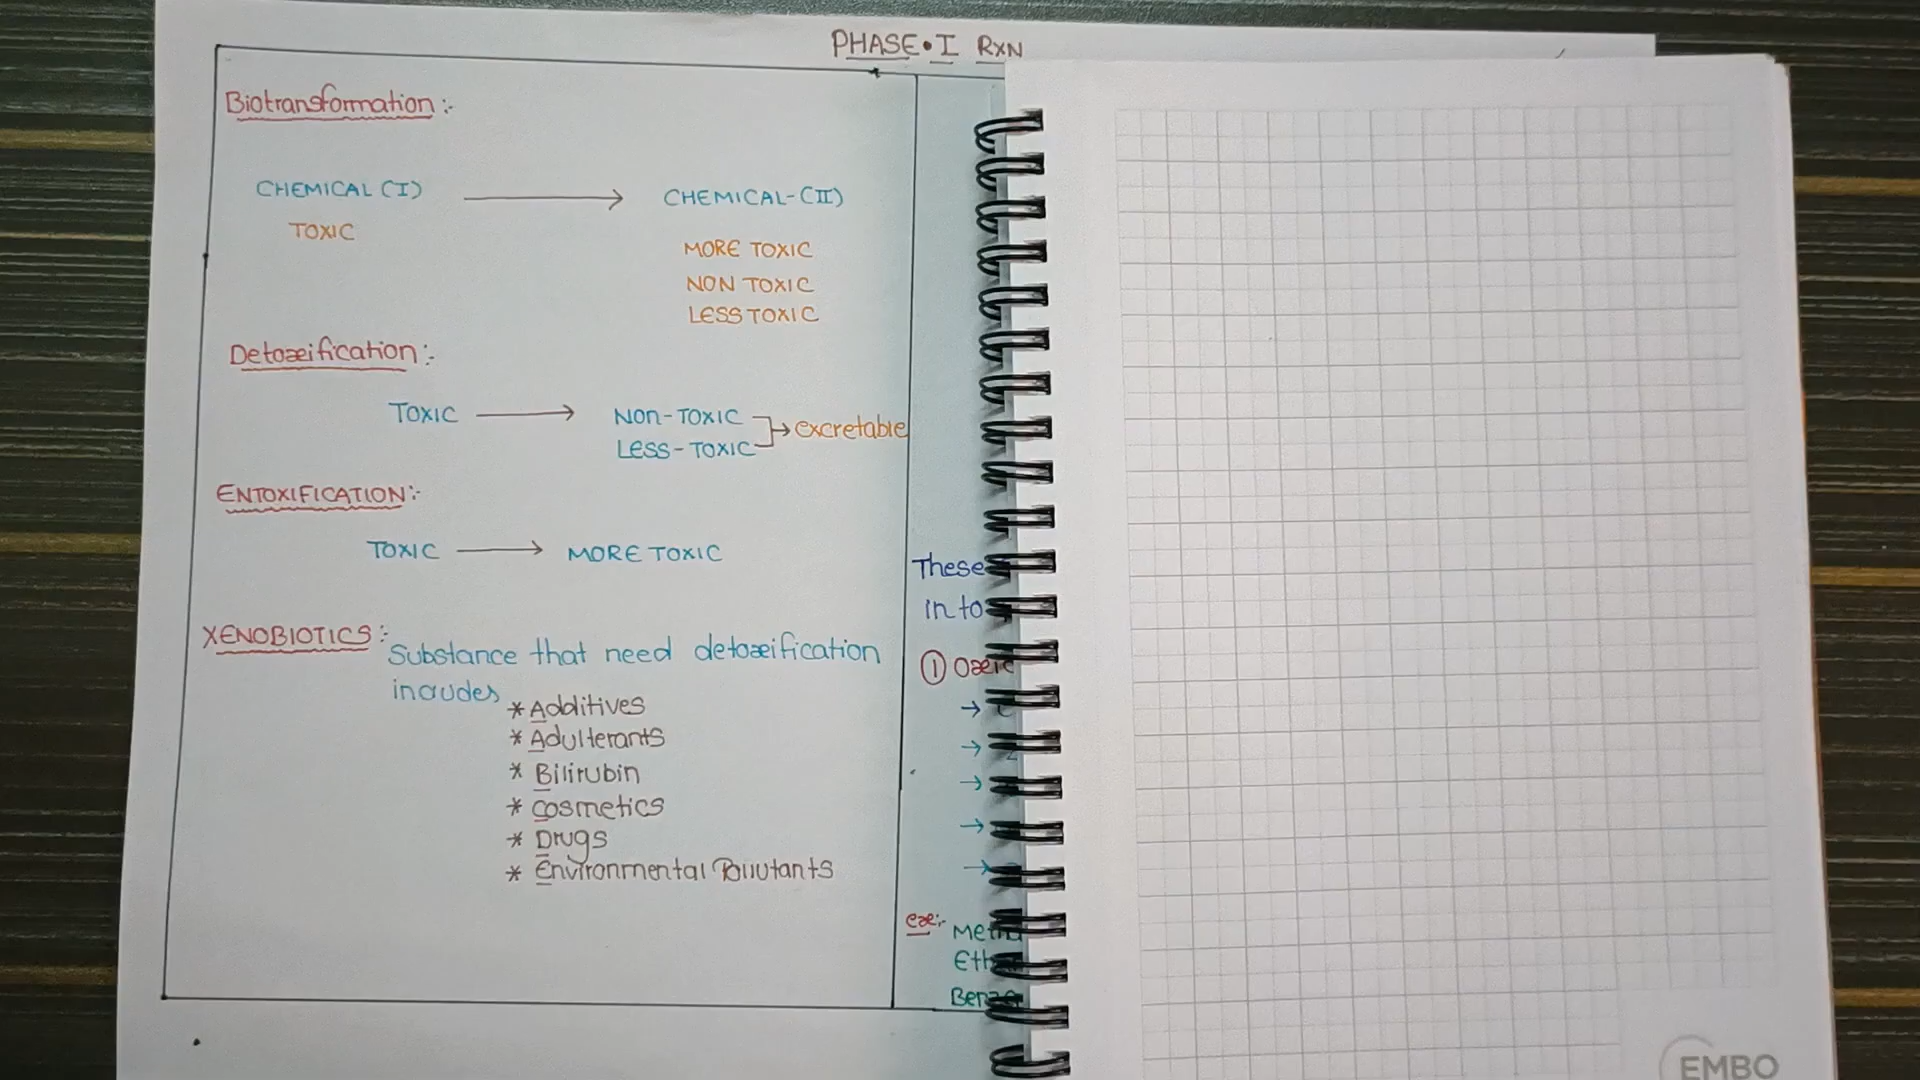 PHASE•I RXN
Biotransformation:-
CHEMICAL (I) → CHEMICAL-(II)
TOXIC
MORE TOXIC
NON TOXIC
LESS TOXIC
Detoxification:-
TOXIC → NON-TOXIC
LESS-TOXIC → excretable
ENTOXIFICATION:-
TOXIC → MORE TOXIC
XENOBIOTICS:-
Substance that need detoxification
incudes
* Additives
* Adulterants
* Bilirubin
* Cosmetics
* Drugs
* Environmental Pollutants
These
in to
①
→
→
→
→
→
ex:-
EMBO